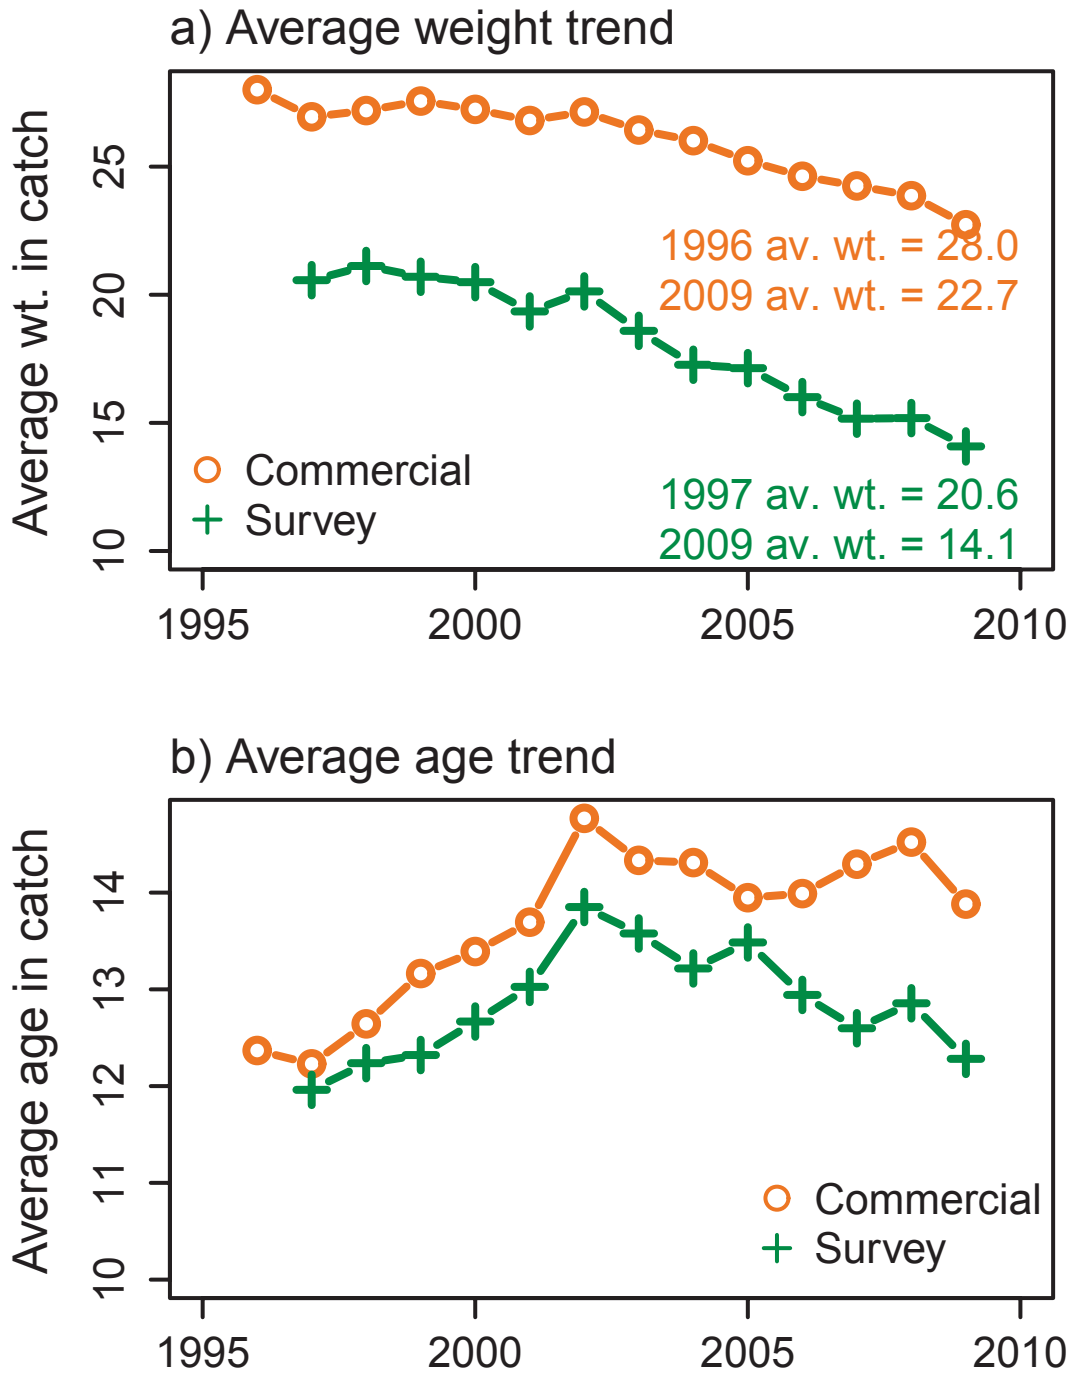 a) Average weight trend
Average wt. in catch
25
20
15
10
1996 av. wt. = 28.0
2009 av. wt. = 22.7
Commercial
Survey
1997 av. wt. = 20.6
2009 av. wt. = 14.1
1995 2000 2005 2010
b) Average age trend
Average age in catch
14
13
12
11
10
Commercial
Survey
1995 2000 2005 2010